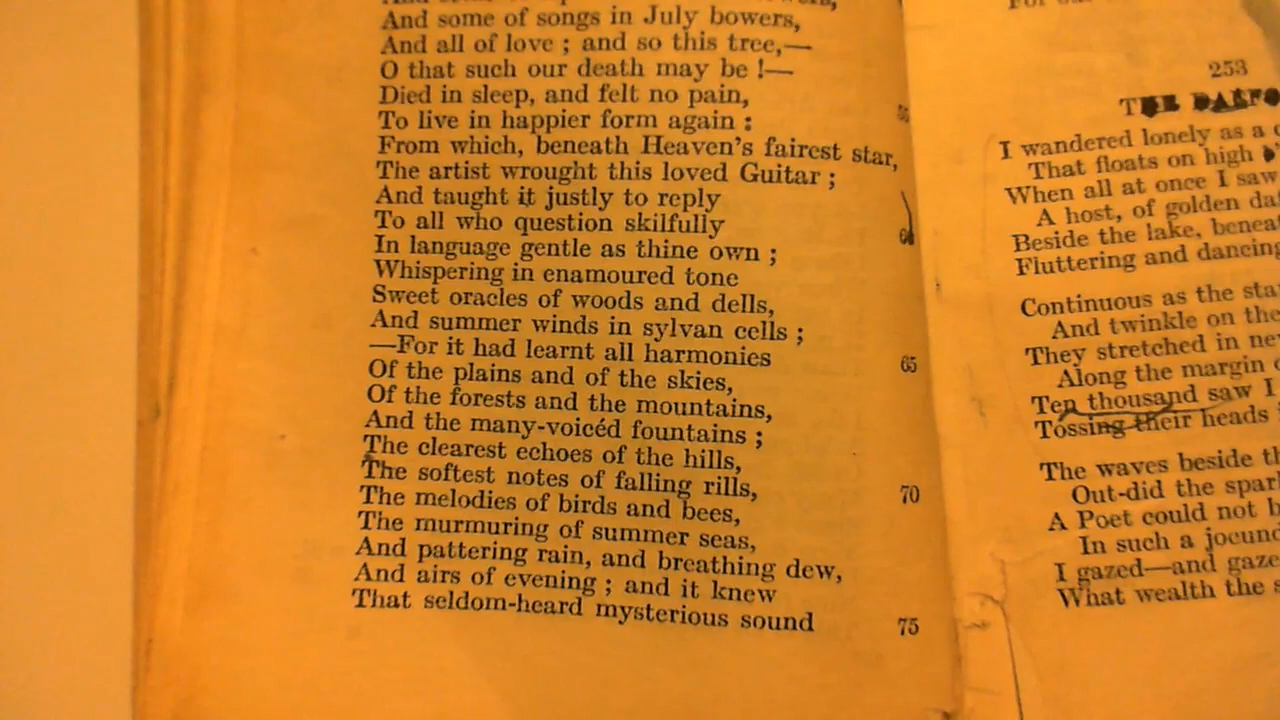 And some of songs in July bowers,
And all of love ; and so this tree,—
O that such our death may be !—
Died in sleep, and felt no pain,
To live in happier form again :
From which, beneath Heaven's fairest star,
The artist wrought this loved Guitar ;
And taught it justly to reply
To all who question skilfully
In language gentle as thine own ;
Whispering in enamoured tone
Sweet oracles of woods and dells,
And summer winds in sylvan cells ;
—For it had learnt all harmonies 65
Of the plains and of the skies,
Of the forests and the mountains,
And the many-voicéd fountains ;
The clearest echoes of the hills,
The softest notes of falling rills, 70
The melodies of birds and bees,
The murmuring of summer seas,
And pattering rain, and breathing dew,
And airs of evening ; and it knew
That seldom-heard mysterious sound 75
253
I wandered lonely as a
That floats on high
When all at once I saw
A host, of golden
Beside the lake,
Fluttering and dancing
Continuous as the
And twinkle on the
They stretched in
Along the margin
Ten thousand saw I
Tossing their heads
The waves beside
Out-did the
A Poet could not
In such a
I gazed—and
What wealth the